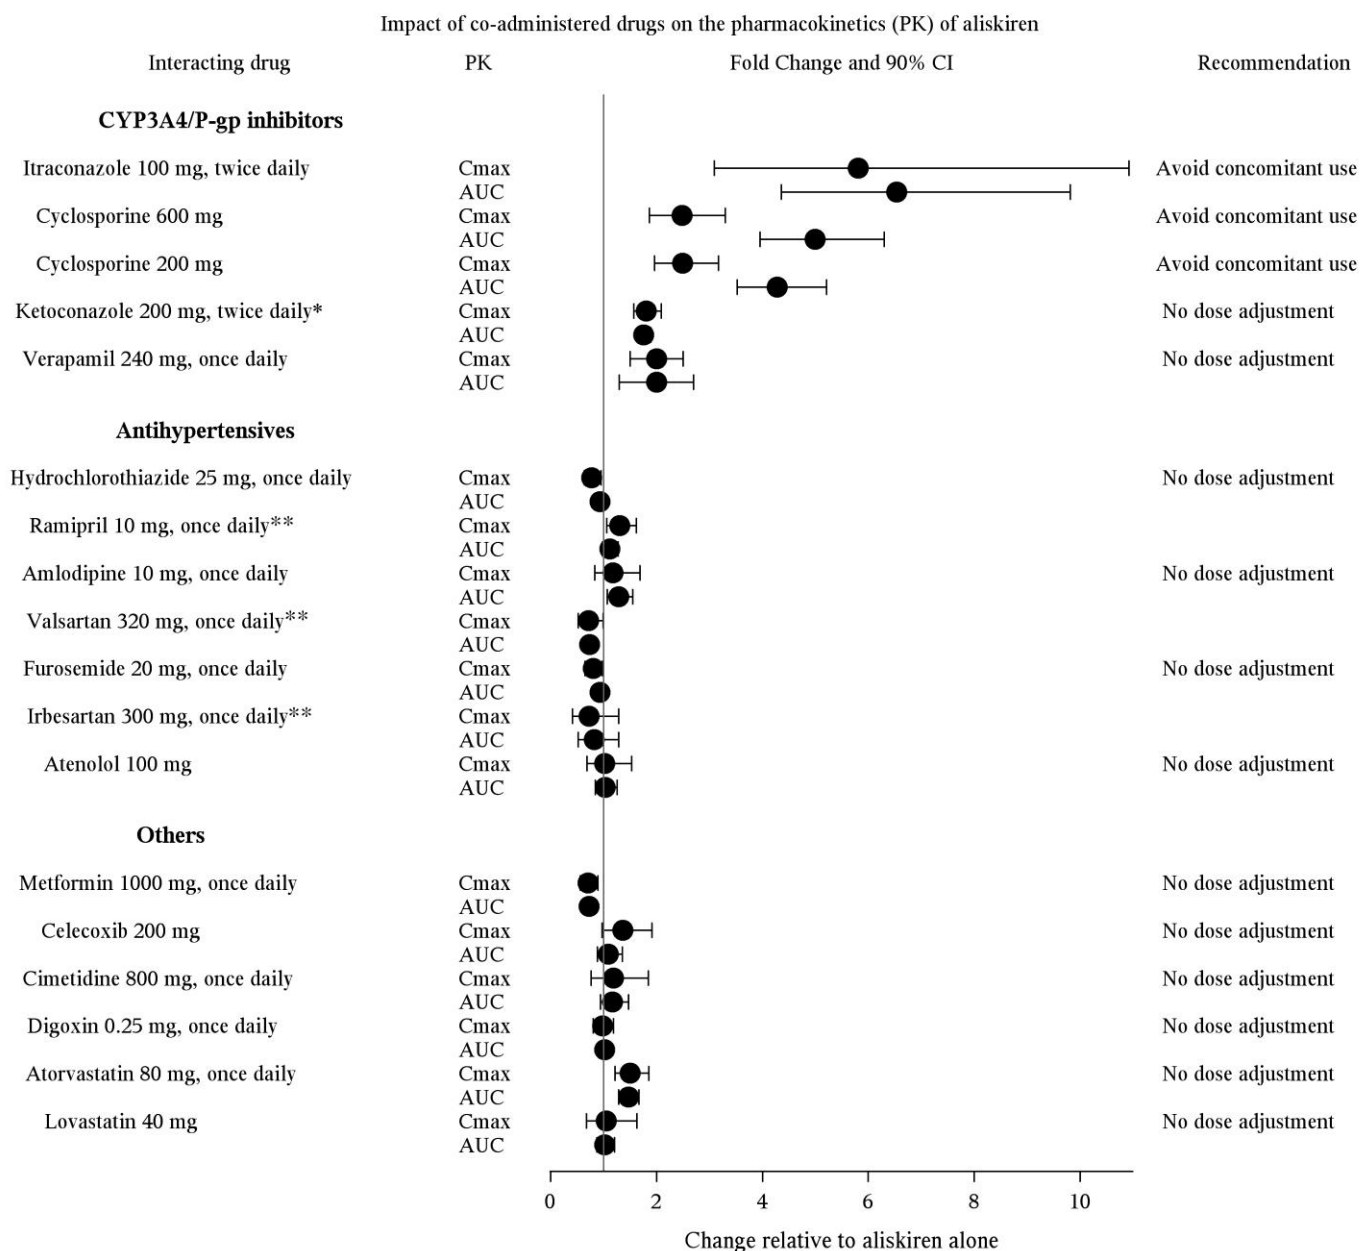 Impact of co-administered drugs on the pharmacokinetics (PK) of aliskiren
Interacting drug PK Fold Change and 90% CI Recommendation
CYP3A4/P-gp inhibitors
Itraconazole 100 mg, twice daily Cmax Avoid concomitant use
AUC
Cyclosporine 600 mg Cmax Avoid concomitant use
AUC
Cyclosporine 200 mg Cmax Avoid concomitant use
AUC
Ketoconazole 200 mg, twice daily* Cmax No dose adjustment
AUC
Verapamil 240 mg, once daily Cmax No dose adjustment
AUC
Antihypertensives
Hydrochlorothiazide 25 mg, once daily Cmax No dose adjustment
AUC
Ramipril 10 mg, once daily** Cmax
AUC
Amlodipine 10 mg, once daily Cmax No dose adjustment
AUC
Valsartan 320 mg, once daily** Cmax
AUC
Furosemide 20 mg, once daily Cmax No dose adjustment
AUC
Irbesartan 300 mg, once daily** Cmax
AUC
Atenolol 100 mg Cmax No dose adjustment
AUC
Others
Metformin 1000 mg, once daily Cmax No dose adjustment
AUC
Celecoxib 200 mg Cmax No dose adjustment
AUC
Cimetidine 800 mg, once daily Cmax No dose adjustment
AUC
Digoxin 0.25 mg, once daily Cmax No dose adjustment
AUC
Atorvastatin 80 mg, once daily Cmax No dose adjustment
AUC
Lovastatin 40 mg Cmax No dose adjustment
AUC
0 2 4 6 8 10
Change relative to aliskiren alone